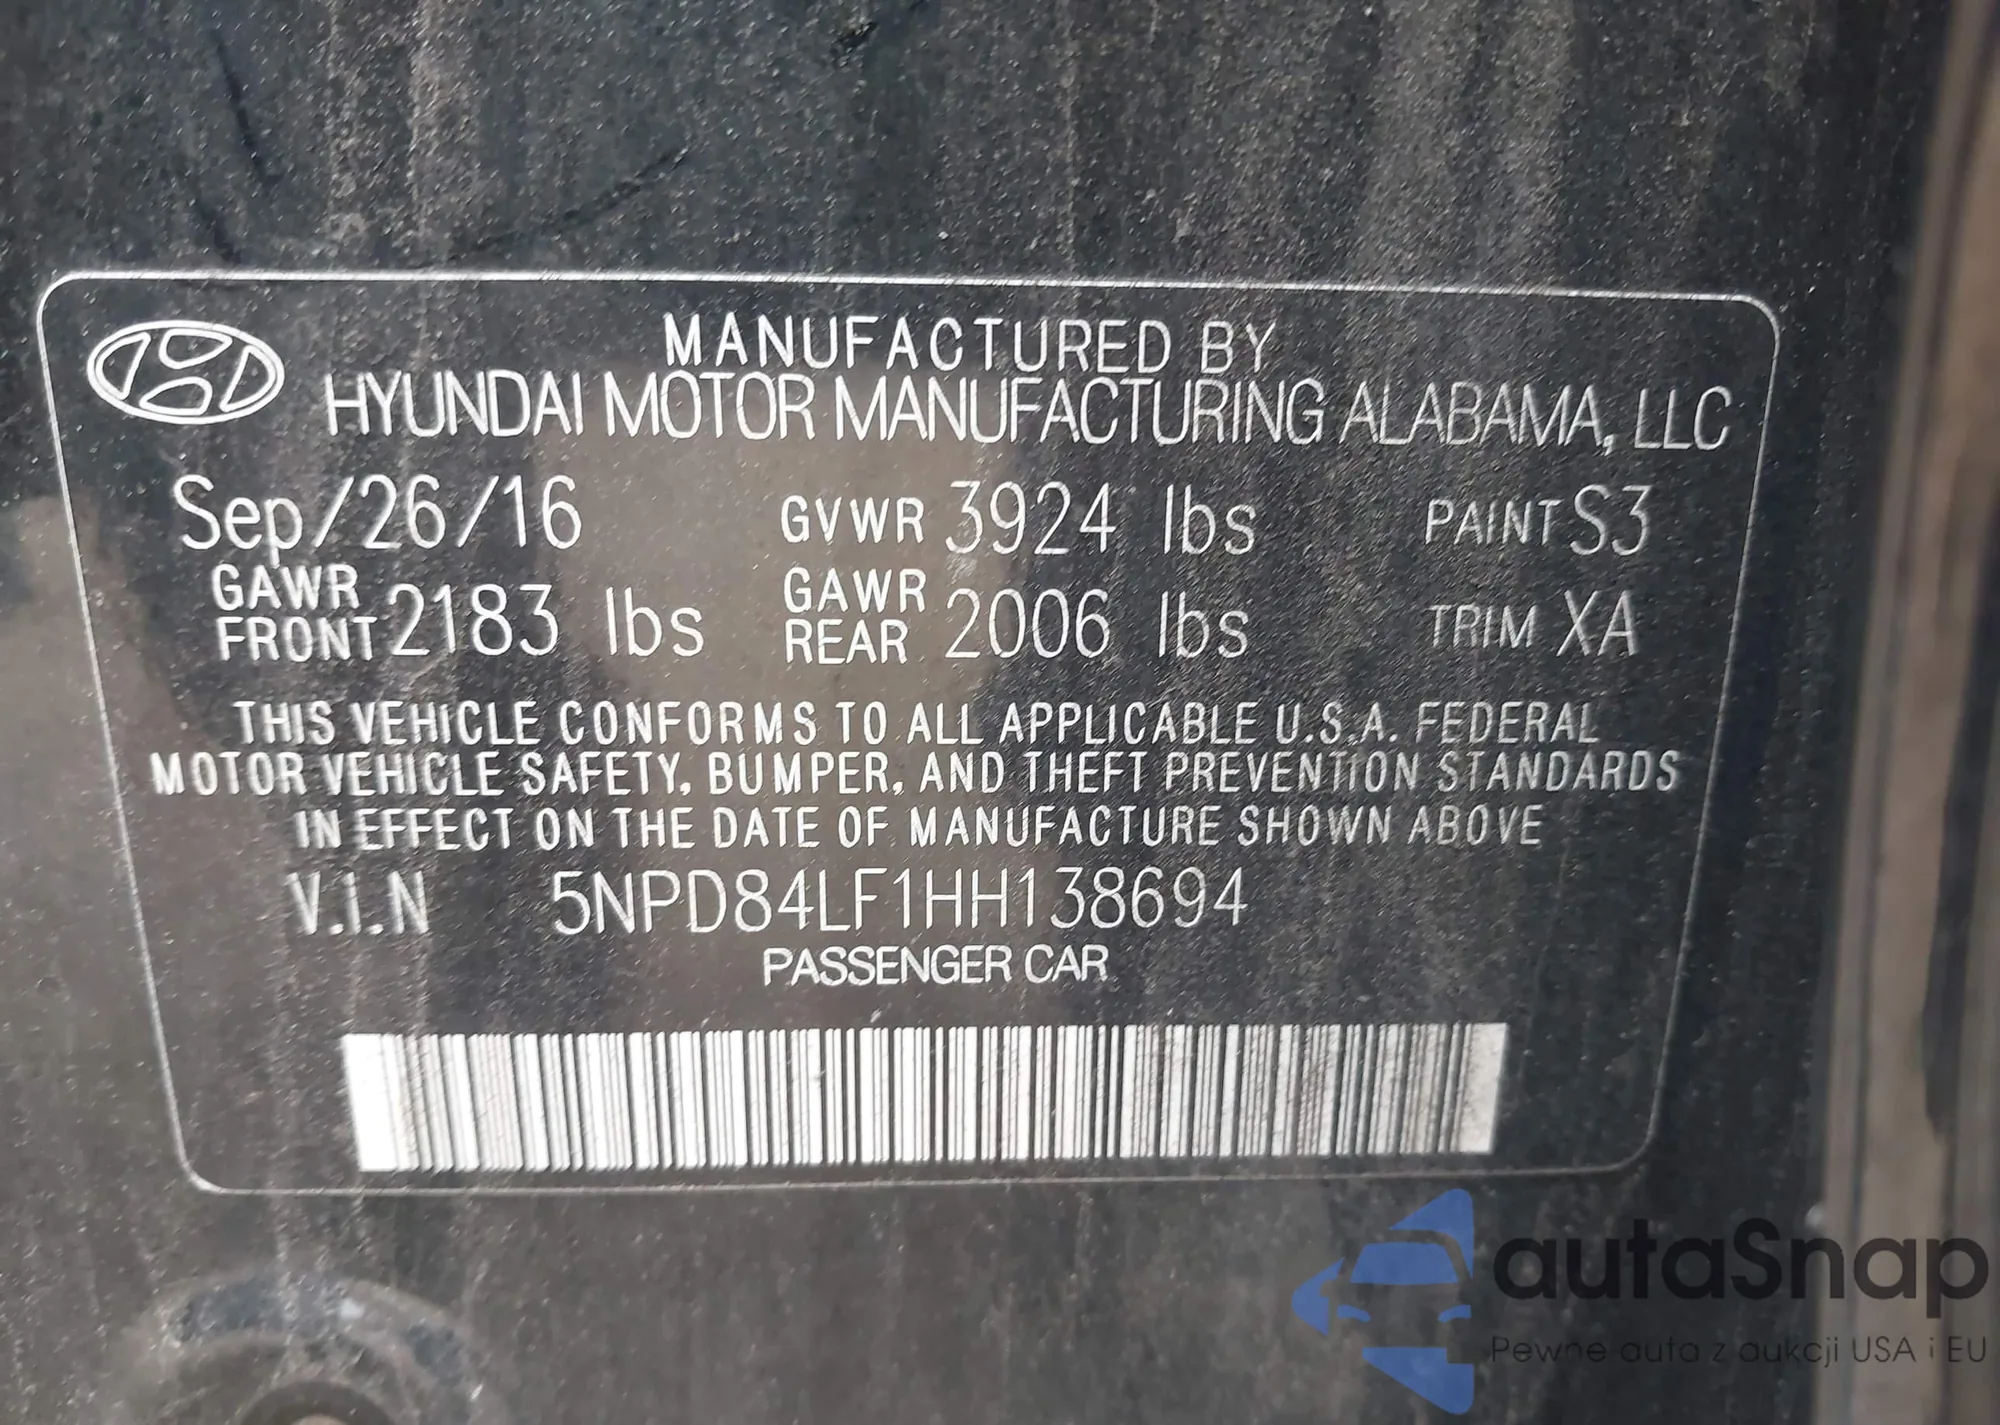 MANUFACTURED BY
HYUNDAI MOTOR MANUFACTURING ALABAMA, LLC
Sep/26/16 GVWR 3924 lbs PAINT S3
GAWR FRONT 2183 lbs GAWR REAR 2006 lbs TRIM XA
THIS VEHICLE CONFORMS TO ALL APPLICABLE U.S.A. FEDERAL
MOTOR VEHICLE SAFETY, BUMPER, AND THEFT PREVENTION STANDARDS
IN EFFECT ON THE DATE OF MANUFACTURE SHOWN ABOVE
V.I.N 5NPD84LF1HH138694
PASSENGER CAR
autaSnap
Pewne auta z aukcji USA i EU